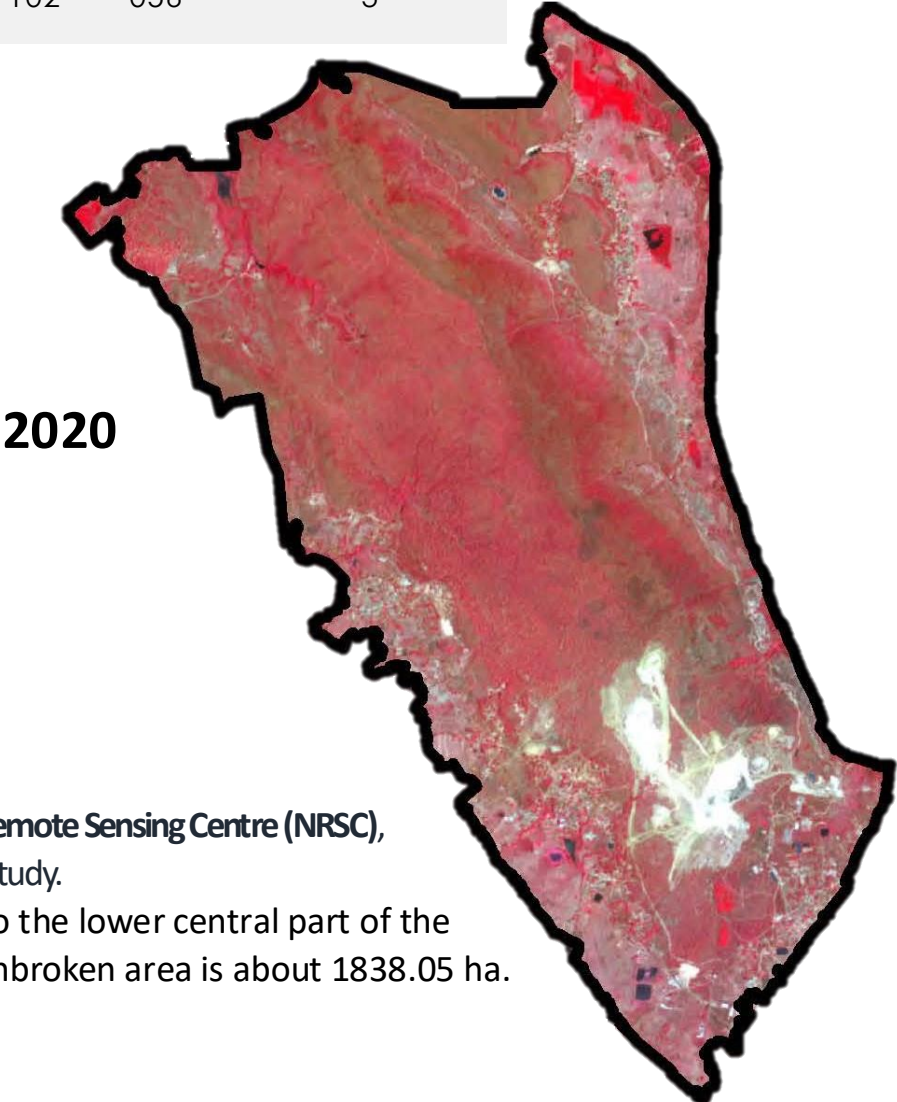 2020
emote Sensing Centre (NRSC),
tudy.
the lower central part of the
nbroken area is about 1838.05 ha.